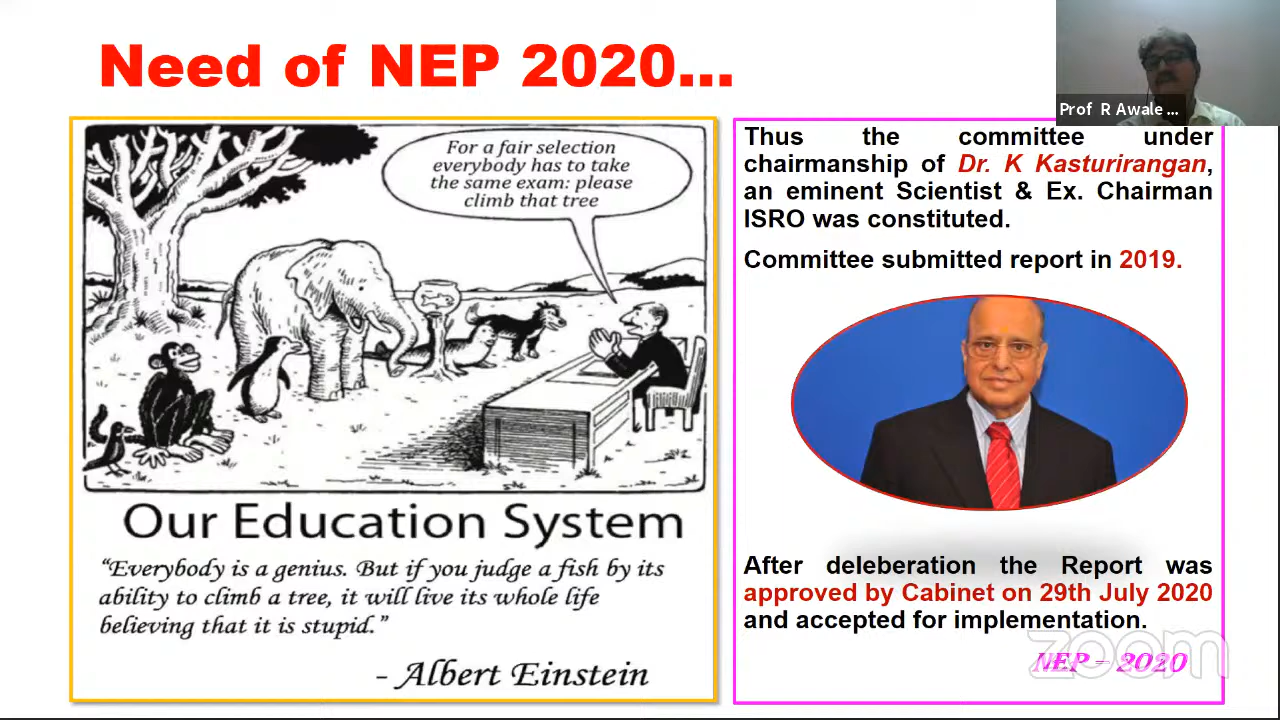 Need of NEP 2020...
Prof R Awale ...
For a fair selection
everybody has to take
the same exam: please
climb that tree
Our Education System
“Everybody is a genius. But if you judge a fish by its
ability to climb a tree, it will live its whole life
believing that it is stupid.”
- Albert Einstein
Thus the committee under
chairmanship of Dr. K Kasturirangan,
an eminent Scientist & Ex. Chairman
ISRO was constituted.
Committee submitted report in 2019.
After deleberation the Report was
approved by Cabinet on 29th July 2020
and accepted for implementation.
NEP - 2020
zoom